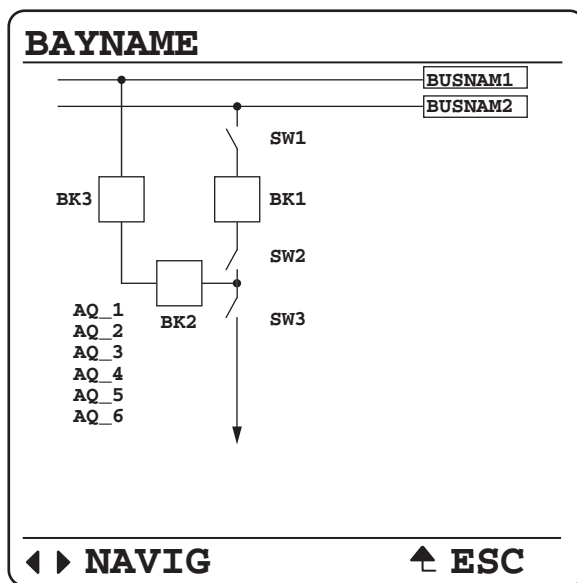 BAYNAME
BUSNAM1
BUSNAM2
SW1
BK3
BK1
SW2
BK2
SW3
AQ_1
AQ_2
AQ_3
AQ_4
AQ_5
AQ_6
NAVIG
ESC